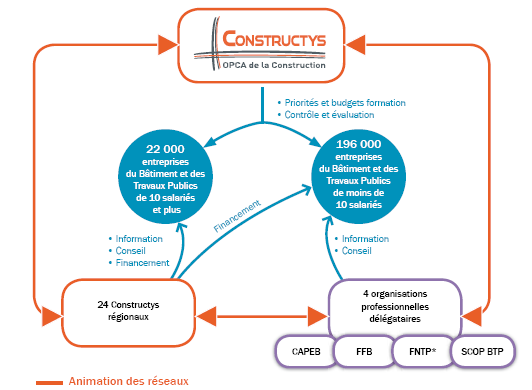 CONSTRUCTYS
OPCA de la Construction
• Priorités et budgets formation
• Contrôle et évaluation
22 000
entreprises
du Bâtiment et des
Travaux Publics
de 10 salariés
et plus
196 000
entreprises
du Bâtiment et des
Travaux Publics
de moins de
10 salariés
Financement
• Information
• Conseil
• Financement
• Information
• Conseil
24 Constructys
régionaux
4 organisations
professionnelles
délégataires
CAPEB
FFB
FNTP*
SCOP BTP
Animation des réseaux